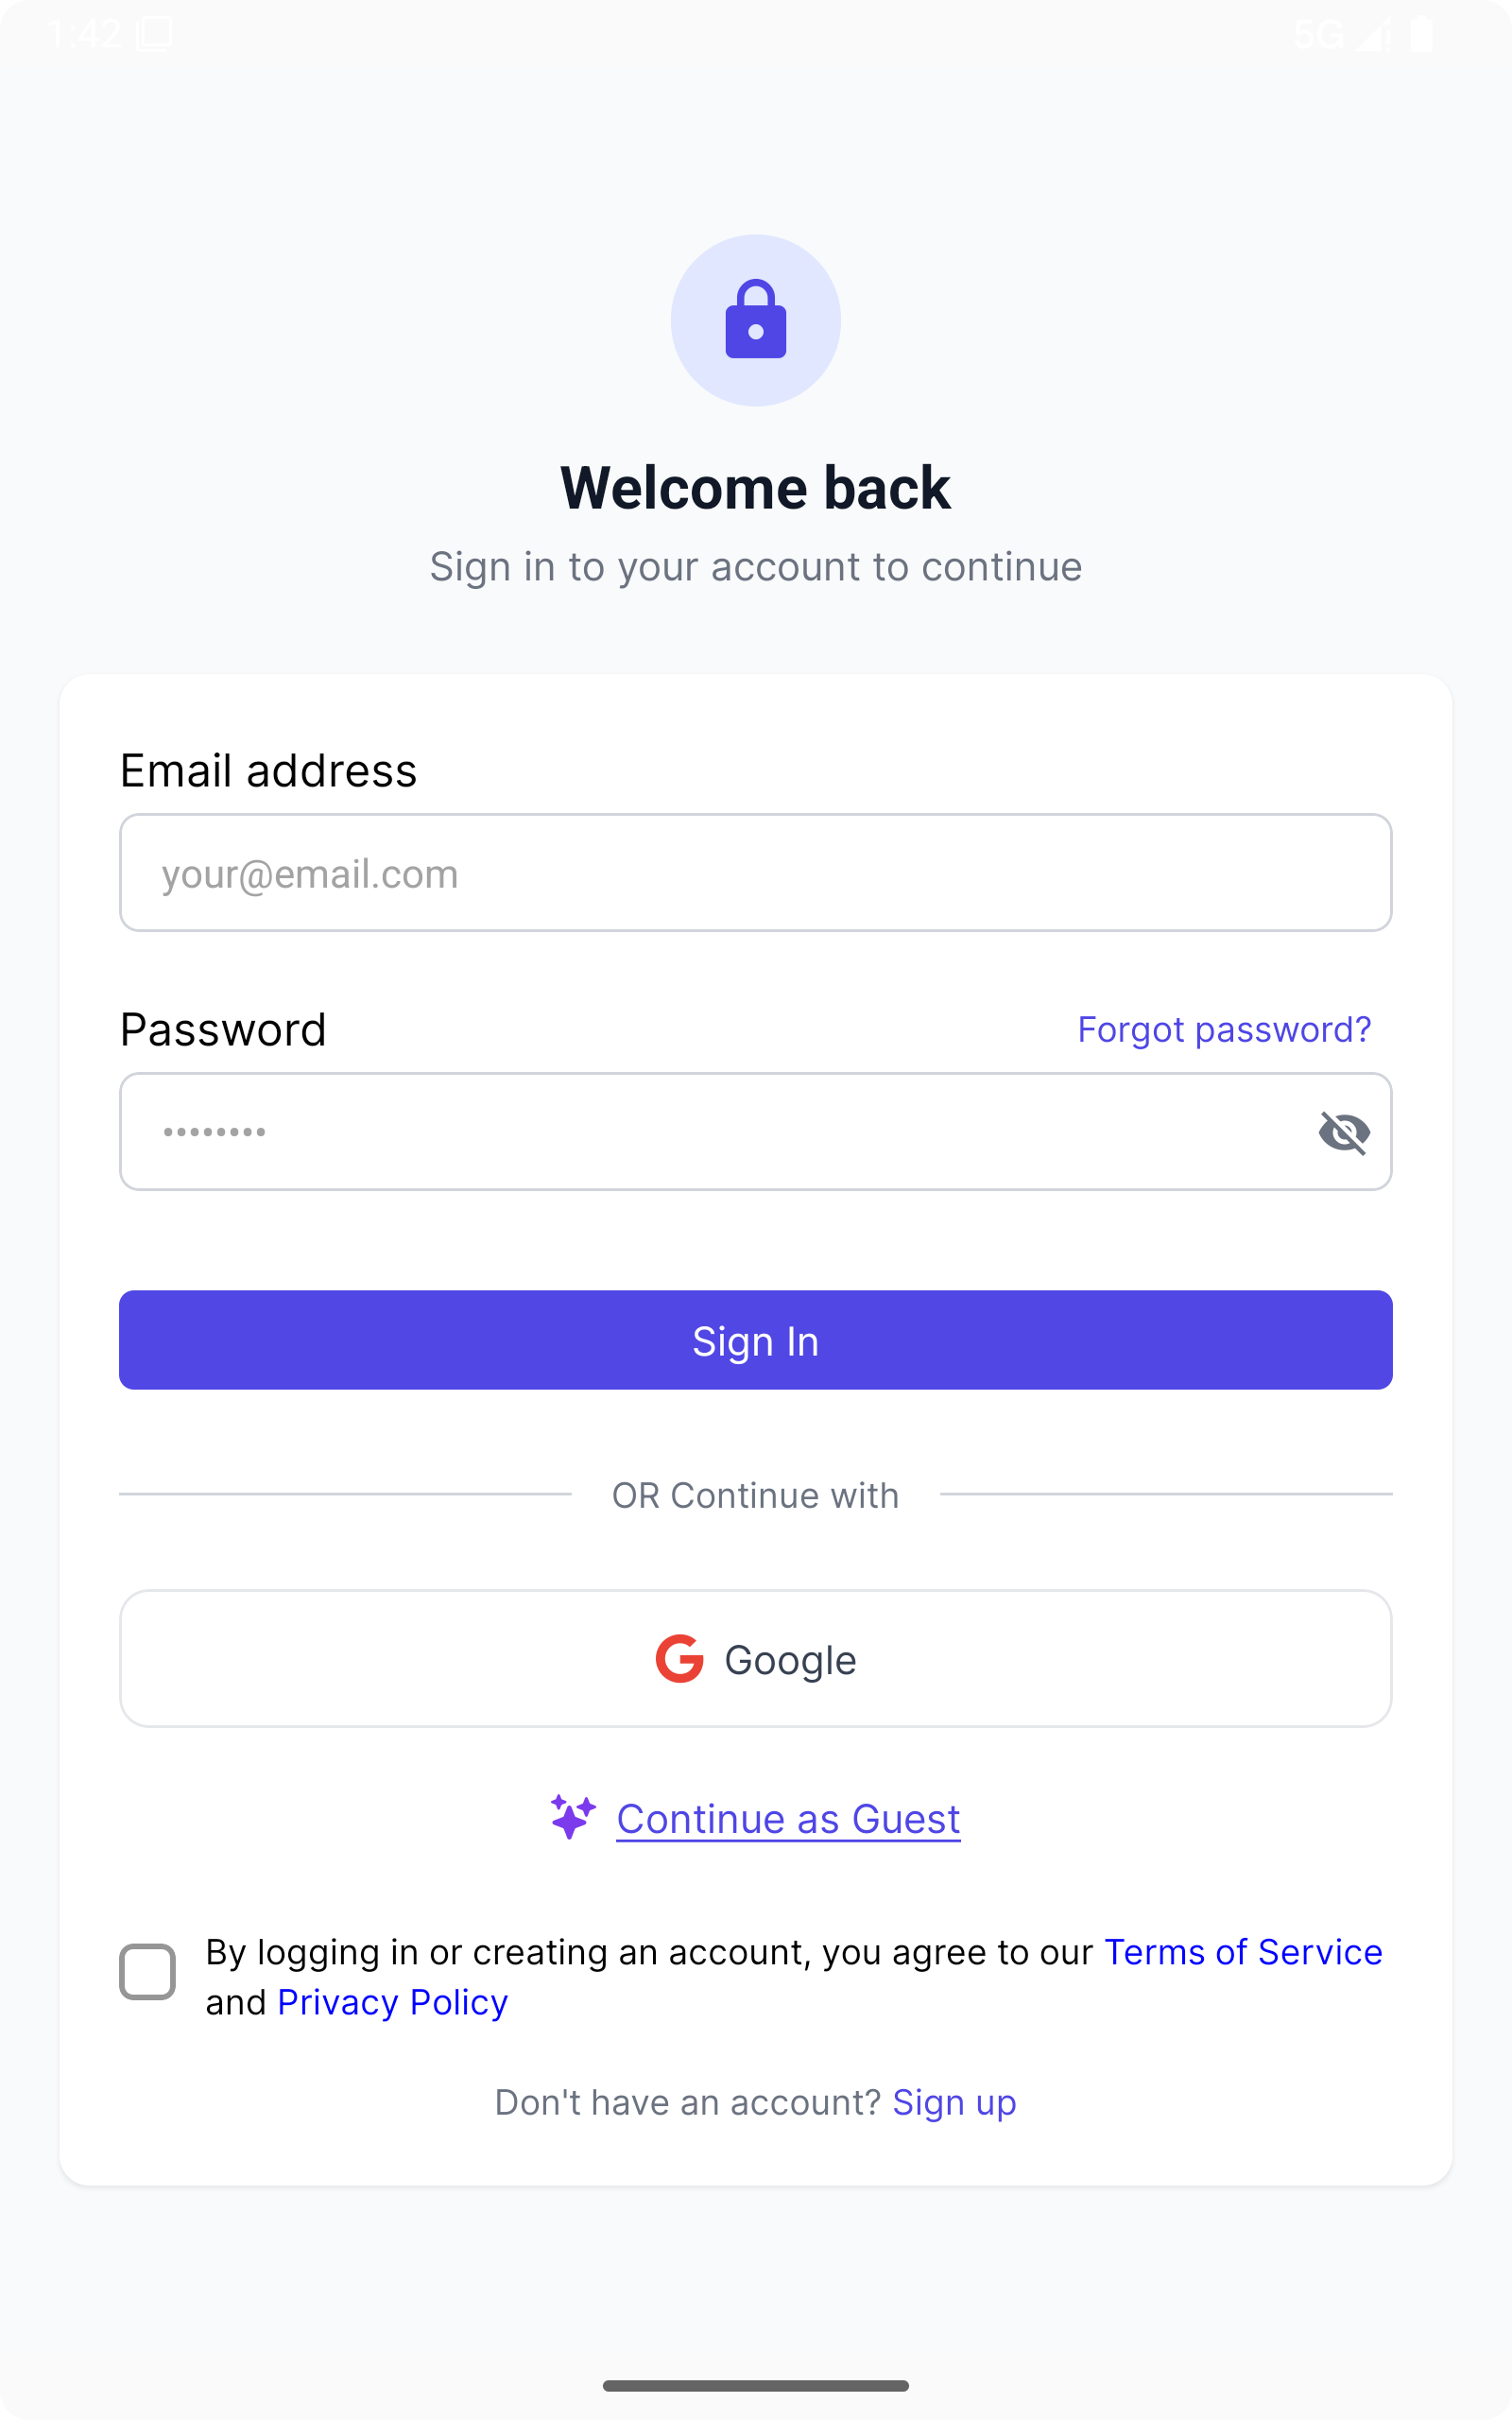 1:42 5G
Welcome back
Sign in to your account to continue
Email address
your@email.com
Password Forgot password?
••••••••
Sign In
OR Continue with
Google
Continue as Guest
By logging in or creating an account, you agree to our Terms of Service
and Privacy Policy
Don't have an account? Sign up